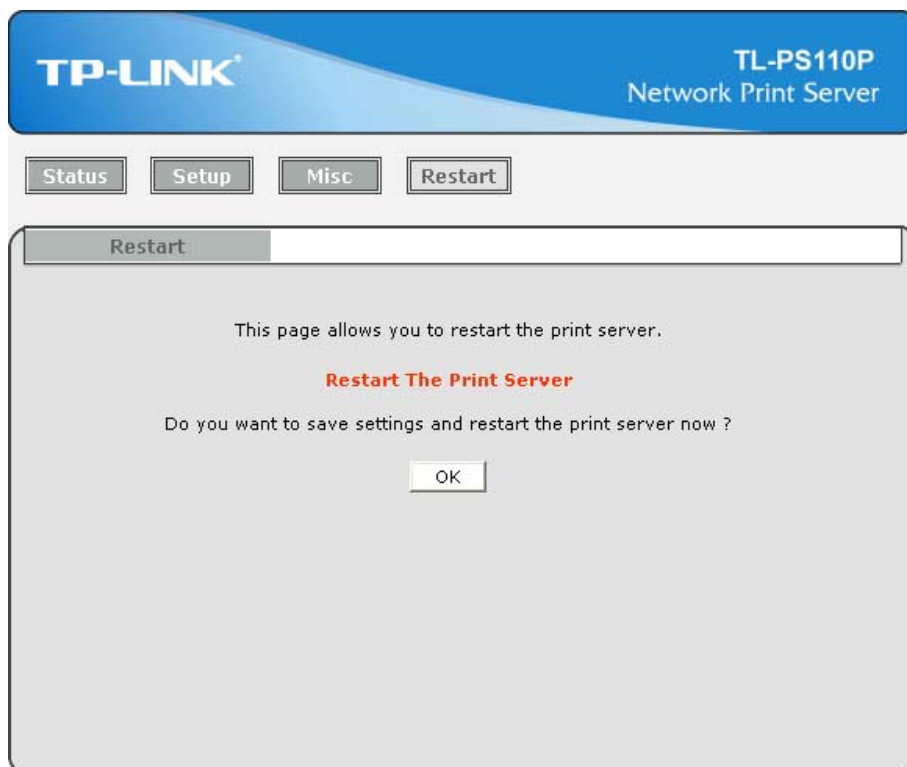 TP-LINK
TL-PS110P
Network Print Server
Status Setup Misc Restart
Restart
This page allows you to restart the print server.
Restart The Print Server
Do you want to save settings and restart the print server now ?
OK